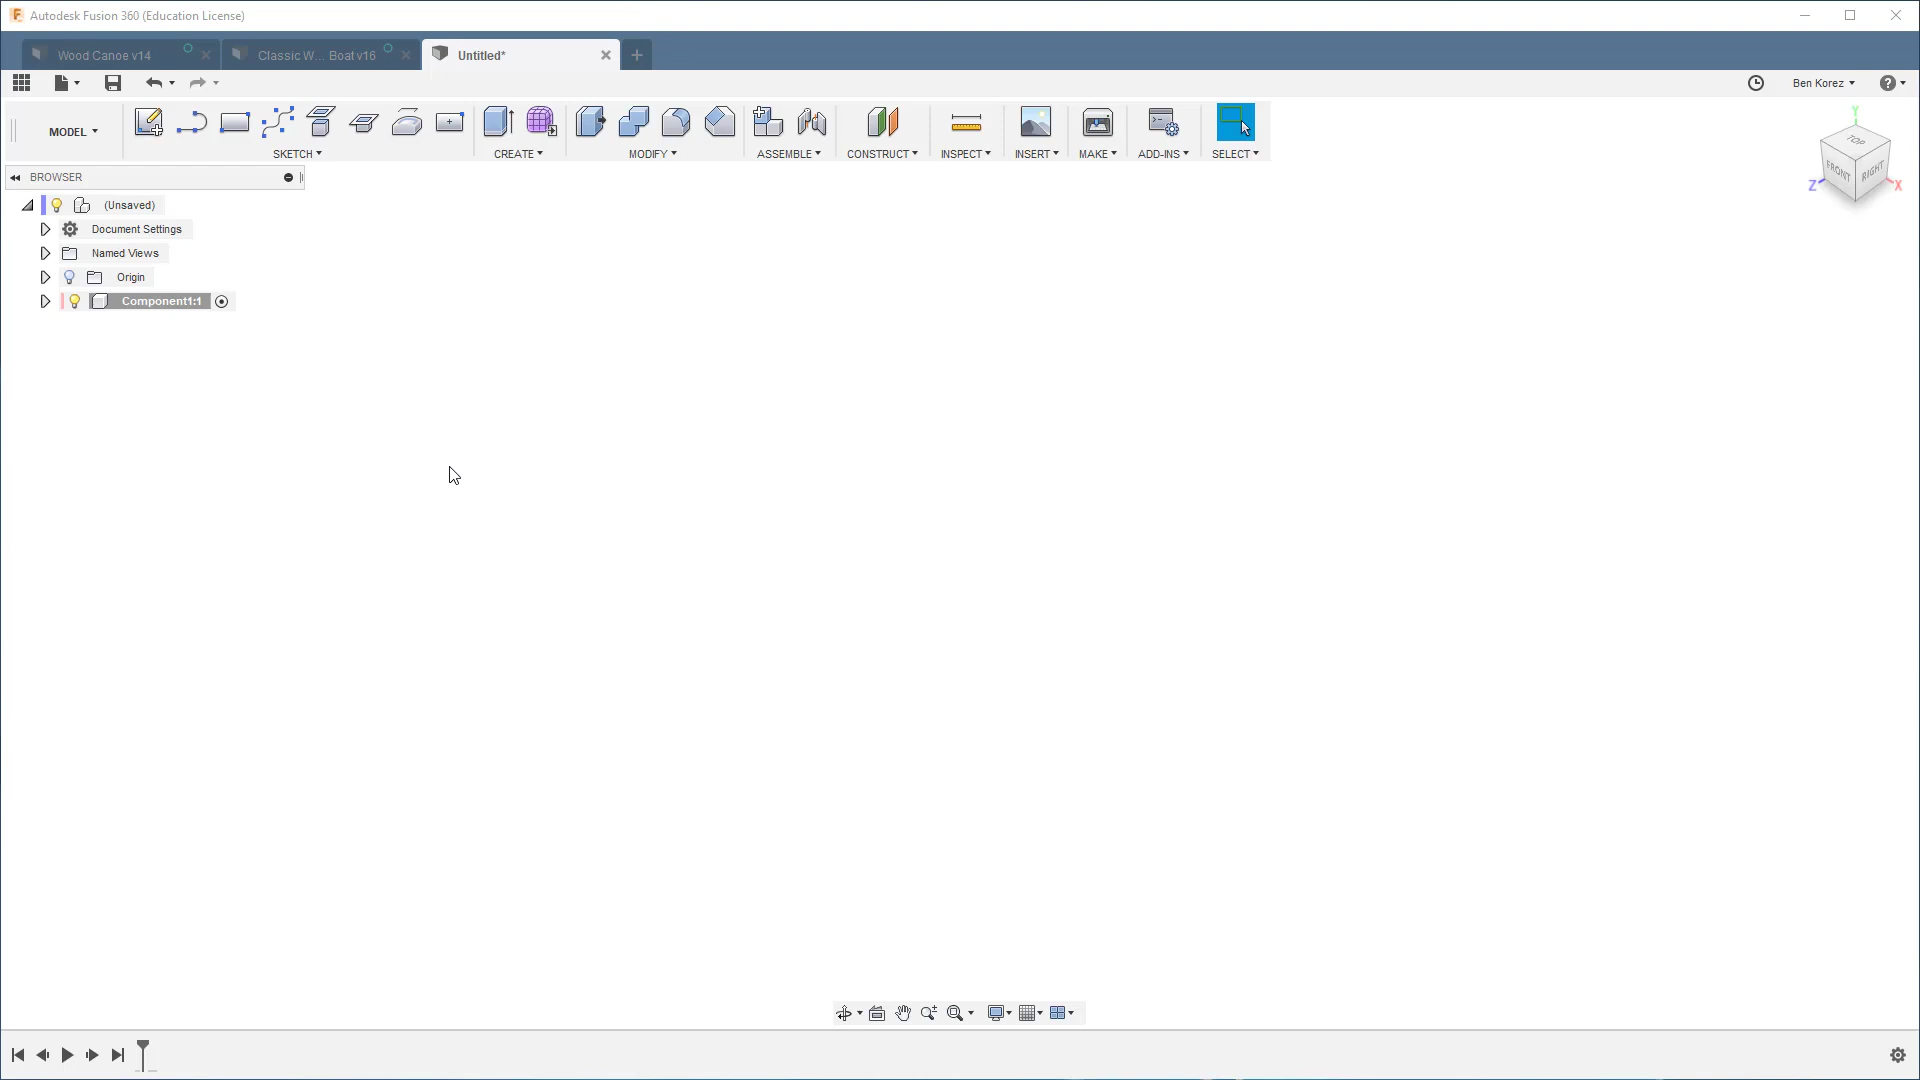 Autodesk Fusion 360 (Education License)
Wood Canoe v14
Classic W... Boat v16
Untitled*
Ben Korez
MODEL
SKETCH
CREATE
MODIFY
ASSEMBLE
CONSTRUCT
INSPECT
INSERT
MAKE
ADD-INS
SELECT
BROWSER
(Unsaved)
Document Settings
Named Views
Origin
Component1:1
Y
TOP
FRONT
RIGHT
Z
X